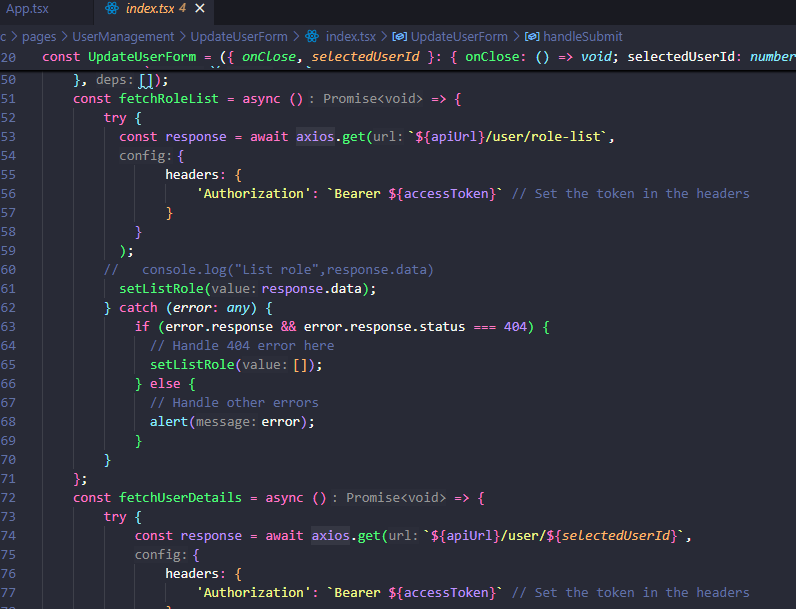 App.tsx index.tsx 4 ×
c > pages > UserManagement > UpdateUserForm > index.tsx > UpdateUserForm > handleSubmit
20 const UpdateUserForm = ({ onClose, selectedUserId }: { onClose: () => void; selectedUserId: number
50 }, deps: []);
51 const fetchRoleList = async () : Promise<void> => {
52 try {
53 const response = await axios.get( url: `${apiUrl}/user/role-list`,
54 config: {
55 headers: {
56 'Authorization': `Bearer ${accessToken}` // Set the token in the headers
57 }
58 }
59 );
60 // console.log("List role",response.data)
61 setListRole( value: response.data);
62 } catch (error: any) {
63 if (error.response && error.response.status === 404) {
64 // Handle 404 error here
65 setListRole( value: []);
66 } else {
67 // Handle other errors
68 alert( message: error);
69 }
70 }
71 };
72 const fetchUserDetails = async () : Promise<void> => {
73 try {
74 const response = await axios.get( url: `${apiUrl}/user/${selectedUserId}`,
75 config: {
76 headers: {
77 'Authorization': `Bearer ${accessToken}` // Set the token in the headers